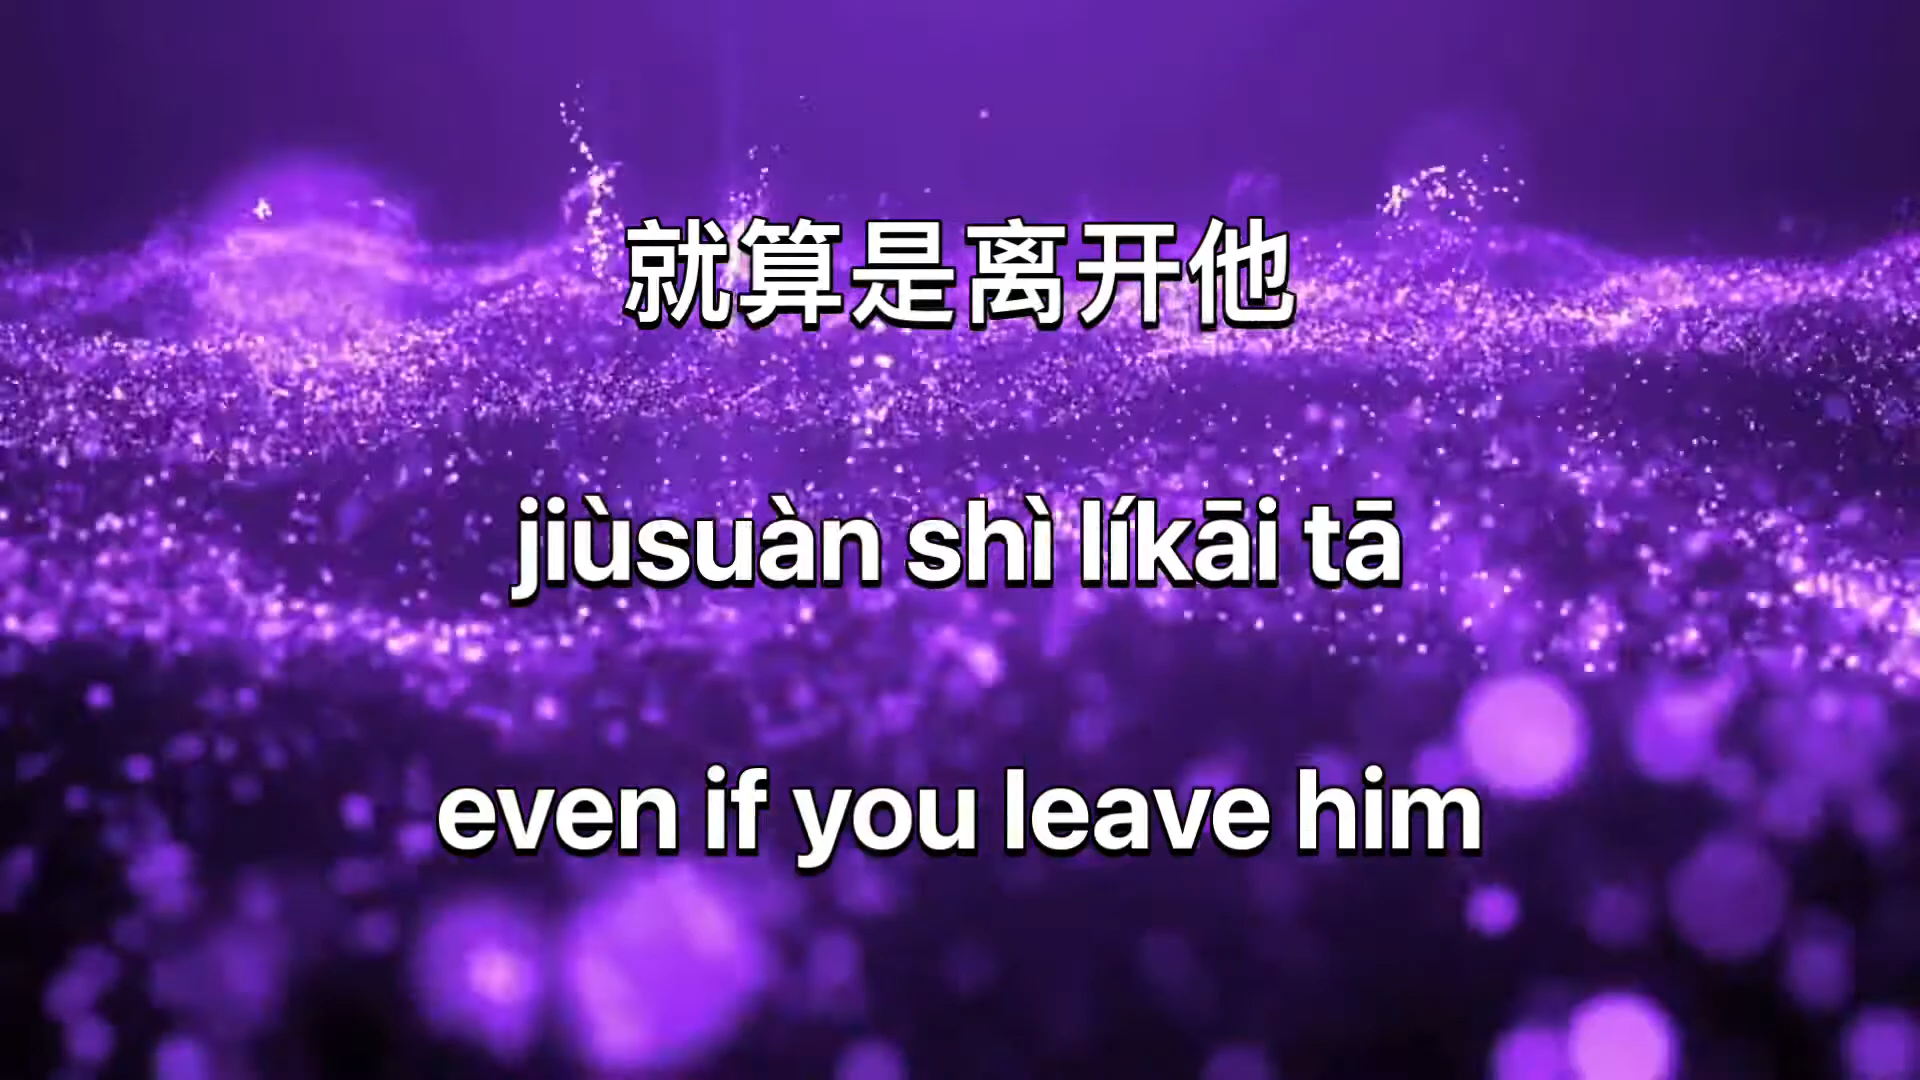 就算是离开他
jiùsuàn shì líkāi tā
even if you leave him